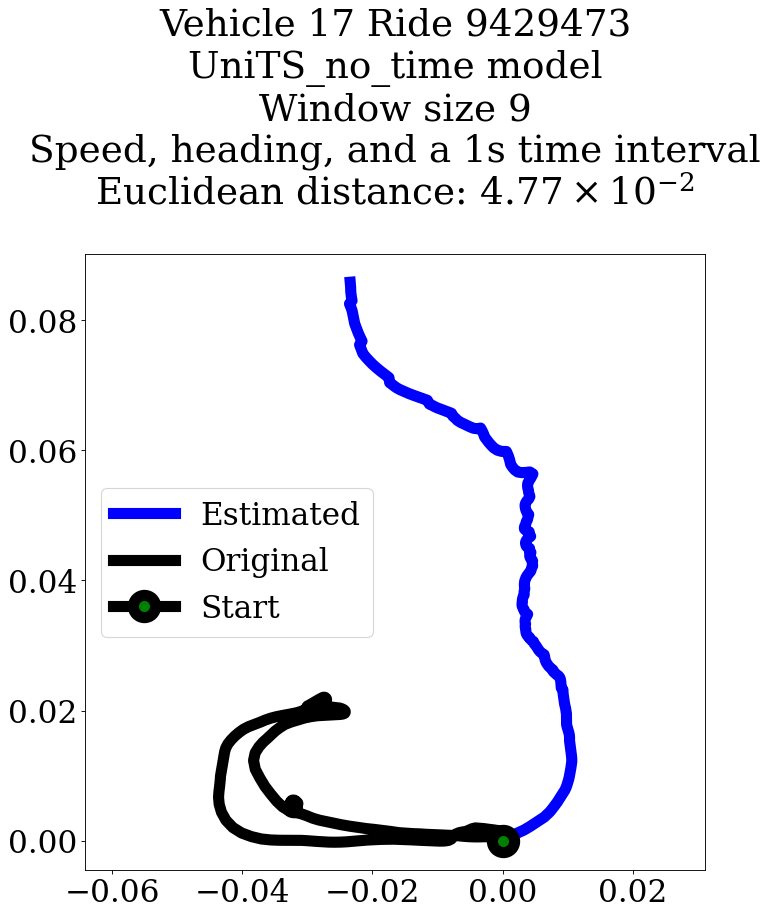 Vehicle 17 Ride 9429473
UniTS_no_time model
Window size 9
Speed, heading, and a 1s time interval
Euclidean distance: 4.77 × 10⁻²
0.08
0.06
0.04
0.02
0.00
Estimated
Original
Start
−0.06 −0.04 −0.02 0.00 0.02